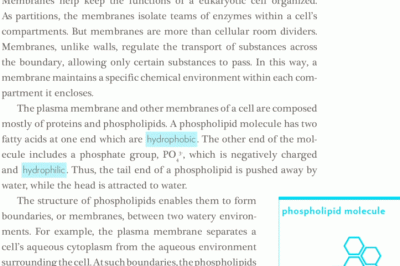 Membranes help keep the functions of a eukaryotic cell organized.
As partitions, the membranes isolate teams of enzymes within a cell's
compartments. But membranes are more than cellular room dividers.
Membranes, unlike walls, regulate the transport of substances across
the boundary, allowing only certain substances to pass. In this way, a
membrane maintains a specific chemical environment within each com-
partment it encloses.
The plasma membrane and other membranes of a cell are composed
mostly of proteins and phospholipids. A phospholipid molecule has two
fatty acids at one end which are hydrophobic. The other end of the mol-
ecule includes a phosphate group, PO₄⁻, which is negatively charged
and hydrophilic. Thus, the tail end of a phospholipid is pushed away by
water, while the head is attracted to water.
The structure of phospholipids enables them to form
boundaries, or membranes, between two watery environ-
ments. For example, the plasma membrane separates a
cell's aqueous cytoplasm from the aqueous environment
surrounding the cell. At such boundaries, the phospholipids
phospholipid molecule